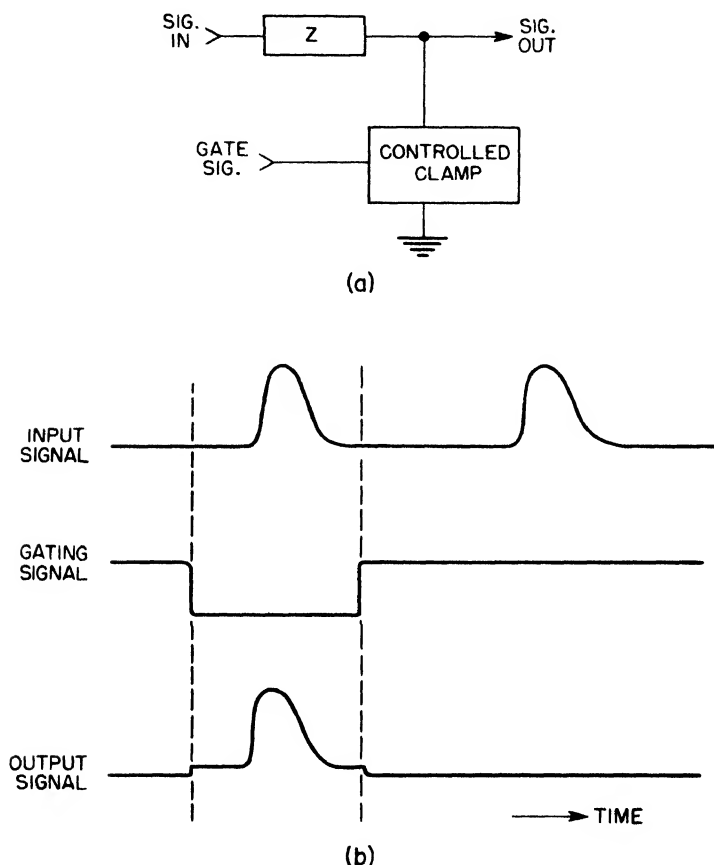 SIG.
IN
Z
SIG.
OUT
GATE
SIG.
CONTROLLED
CLAMP
(a)
INPUT
SIGNAL
GATING
SIGNAL
OUTPUT
SIGNAL
TIME
(b)